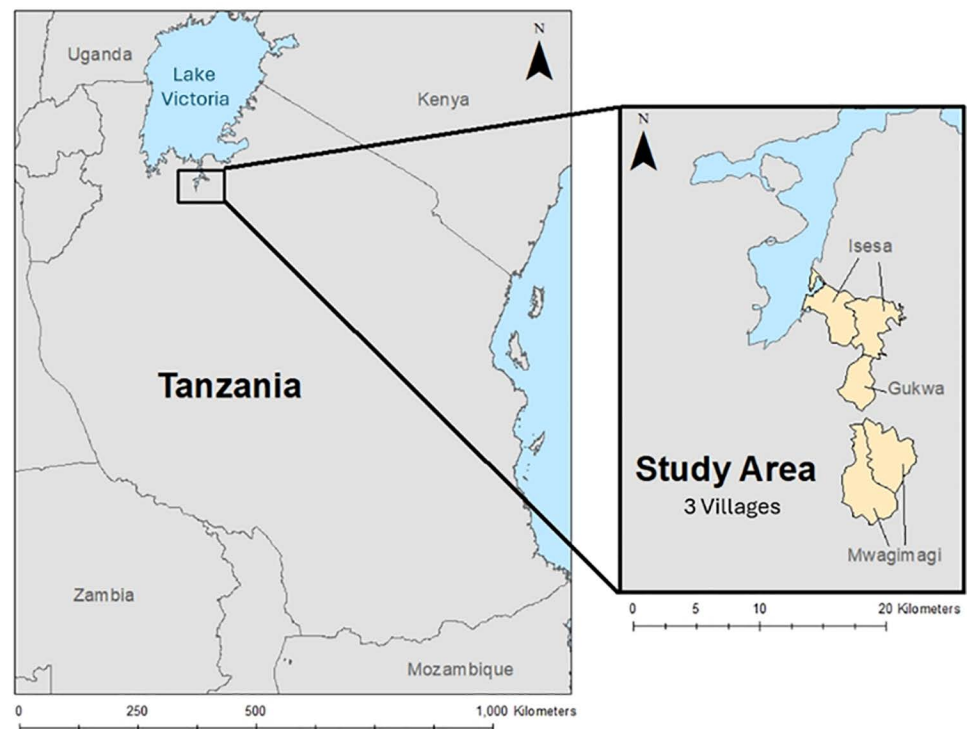 Uganda
Lake
Victoria
Kenya
N
Tanzania
Zambia
Mozambique
0 250 500 1,000 Kilometers
N
Isesa
Gukwa
Study Area
3 Villages
Mwagimagi
0 5 10 20 Kilometers